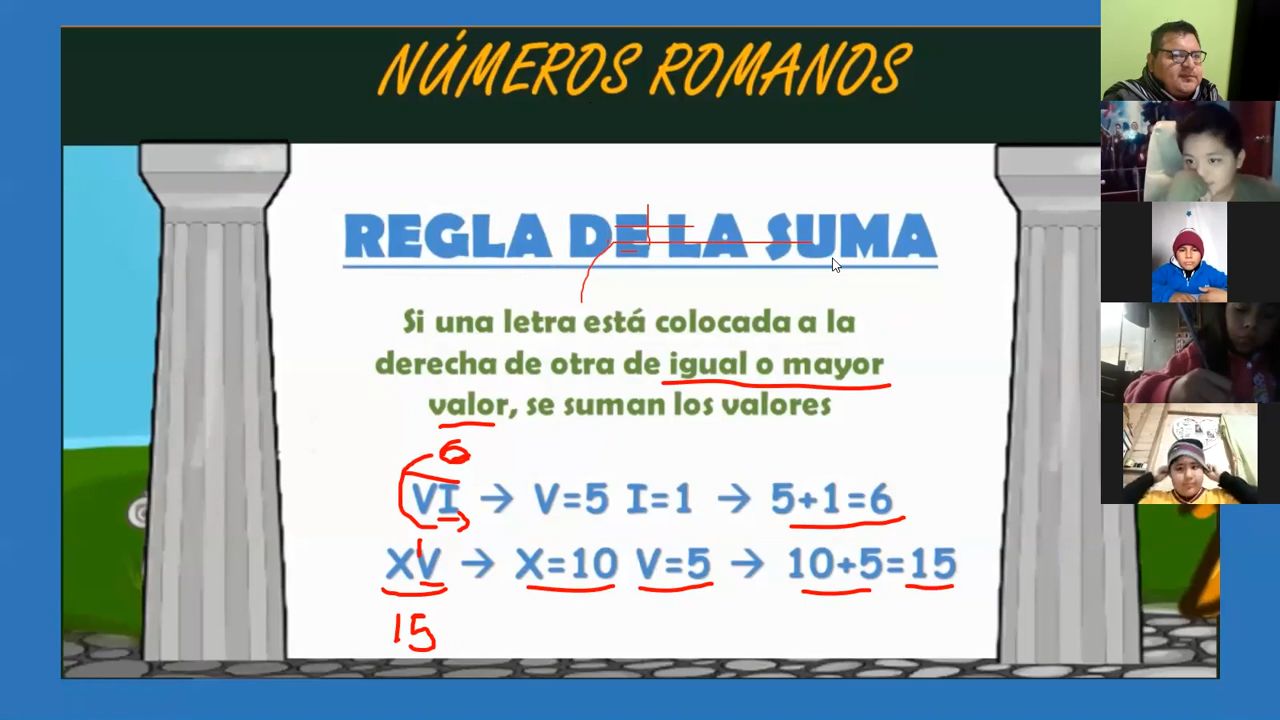 NÚMEROS ROMANOS
REGLA DE LA SUMA
Si una letra está colocada a la
derecha de otra de igual o mayor
valor, se suman los valores
6
VI → V=5 I=1 → 5+1=6
XV → X=10 V=5 → 10+5=15
15